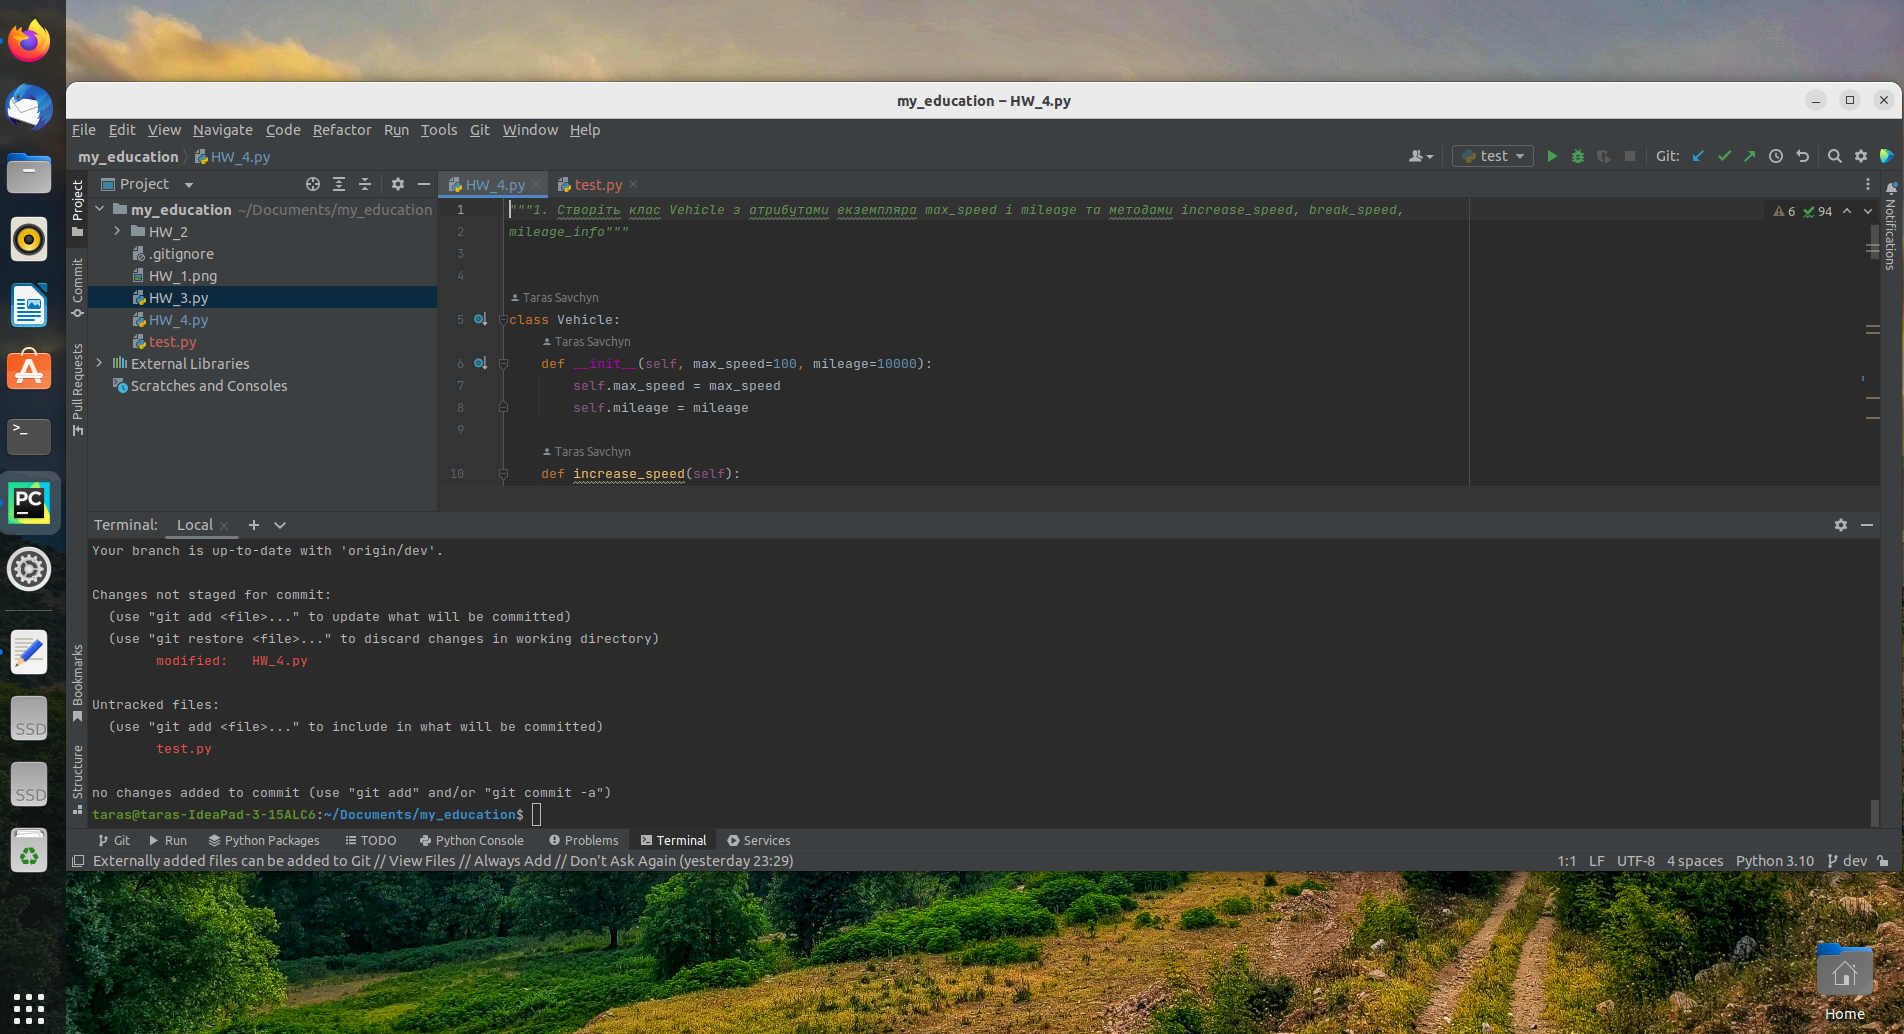 my_education – HW_4.py
File Edit View Navigate Code Refactor Run Tools Git Window Help
my_education HW_4.py
test
Git:
Project
HW_4.py
test.py
my_education ~/Documents/my_education
HW_2
.gitignore
HW_1.png
HW_3.py
HW_4.py
test.py
External Libraries
Scratches and Consoles
Project
Commit
Pull Requests
Bookmarks
Structure
Notifications
6 94
1 """1. Створіть клас Vehicle з атрибутами екземпляра max_speed і mileage та методами increase_speed, break_speed,
2 mileage_info"""
3
4
Taras Savchyn
5 class Vehicle:
Taras Savchyn
6 def __init__(self, max_speed=100, mileage=10000):
7 self.max_speed = max_speed
8 self.mileage = mileage
9
Taras Savchyn
10 def increase_speed(self):
Terminal: Local
Your branch is up-to-date with 'origin/dev'.
Changes not staged for commit:
(use "git add <file>..." to update what will be committed)
(use "git restore <file>..." to discard changes in working directory)
modified: HW_4.py
Untracked files:
(use "git add <file>..." to include in what will be committed)
test.py
no changes added to commit (use "git add" and/or "git commit -a")
taras@taras-IdeaPad-3-15ALC6:~/Documents/my_education$
Git Run Python Packages TODO Python Console Problems Terminal Services
Externally added files can be added to Git // View Files // Always Add // Don't Ask Again (yesterday 23:29)
1:1 LF UTF-8 4 spaces Python 3.10 dev
PC
SSD
SSD
Home